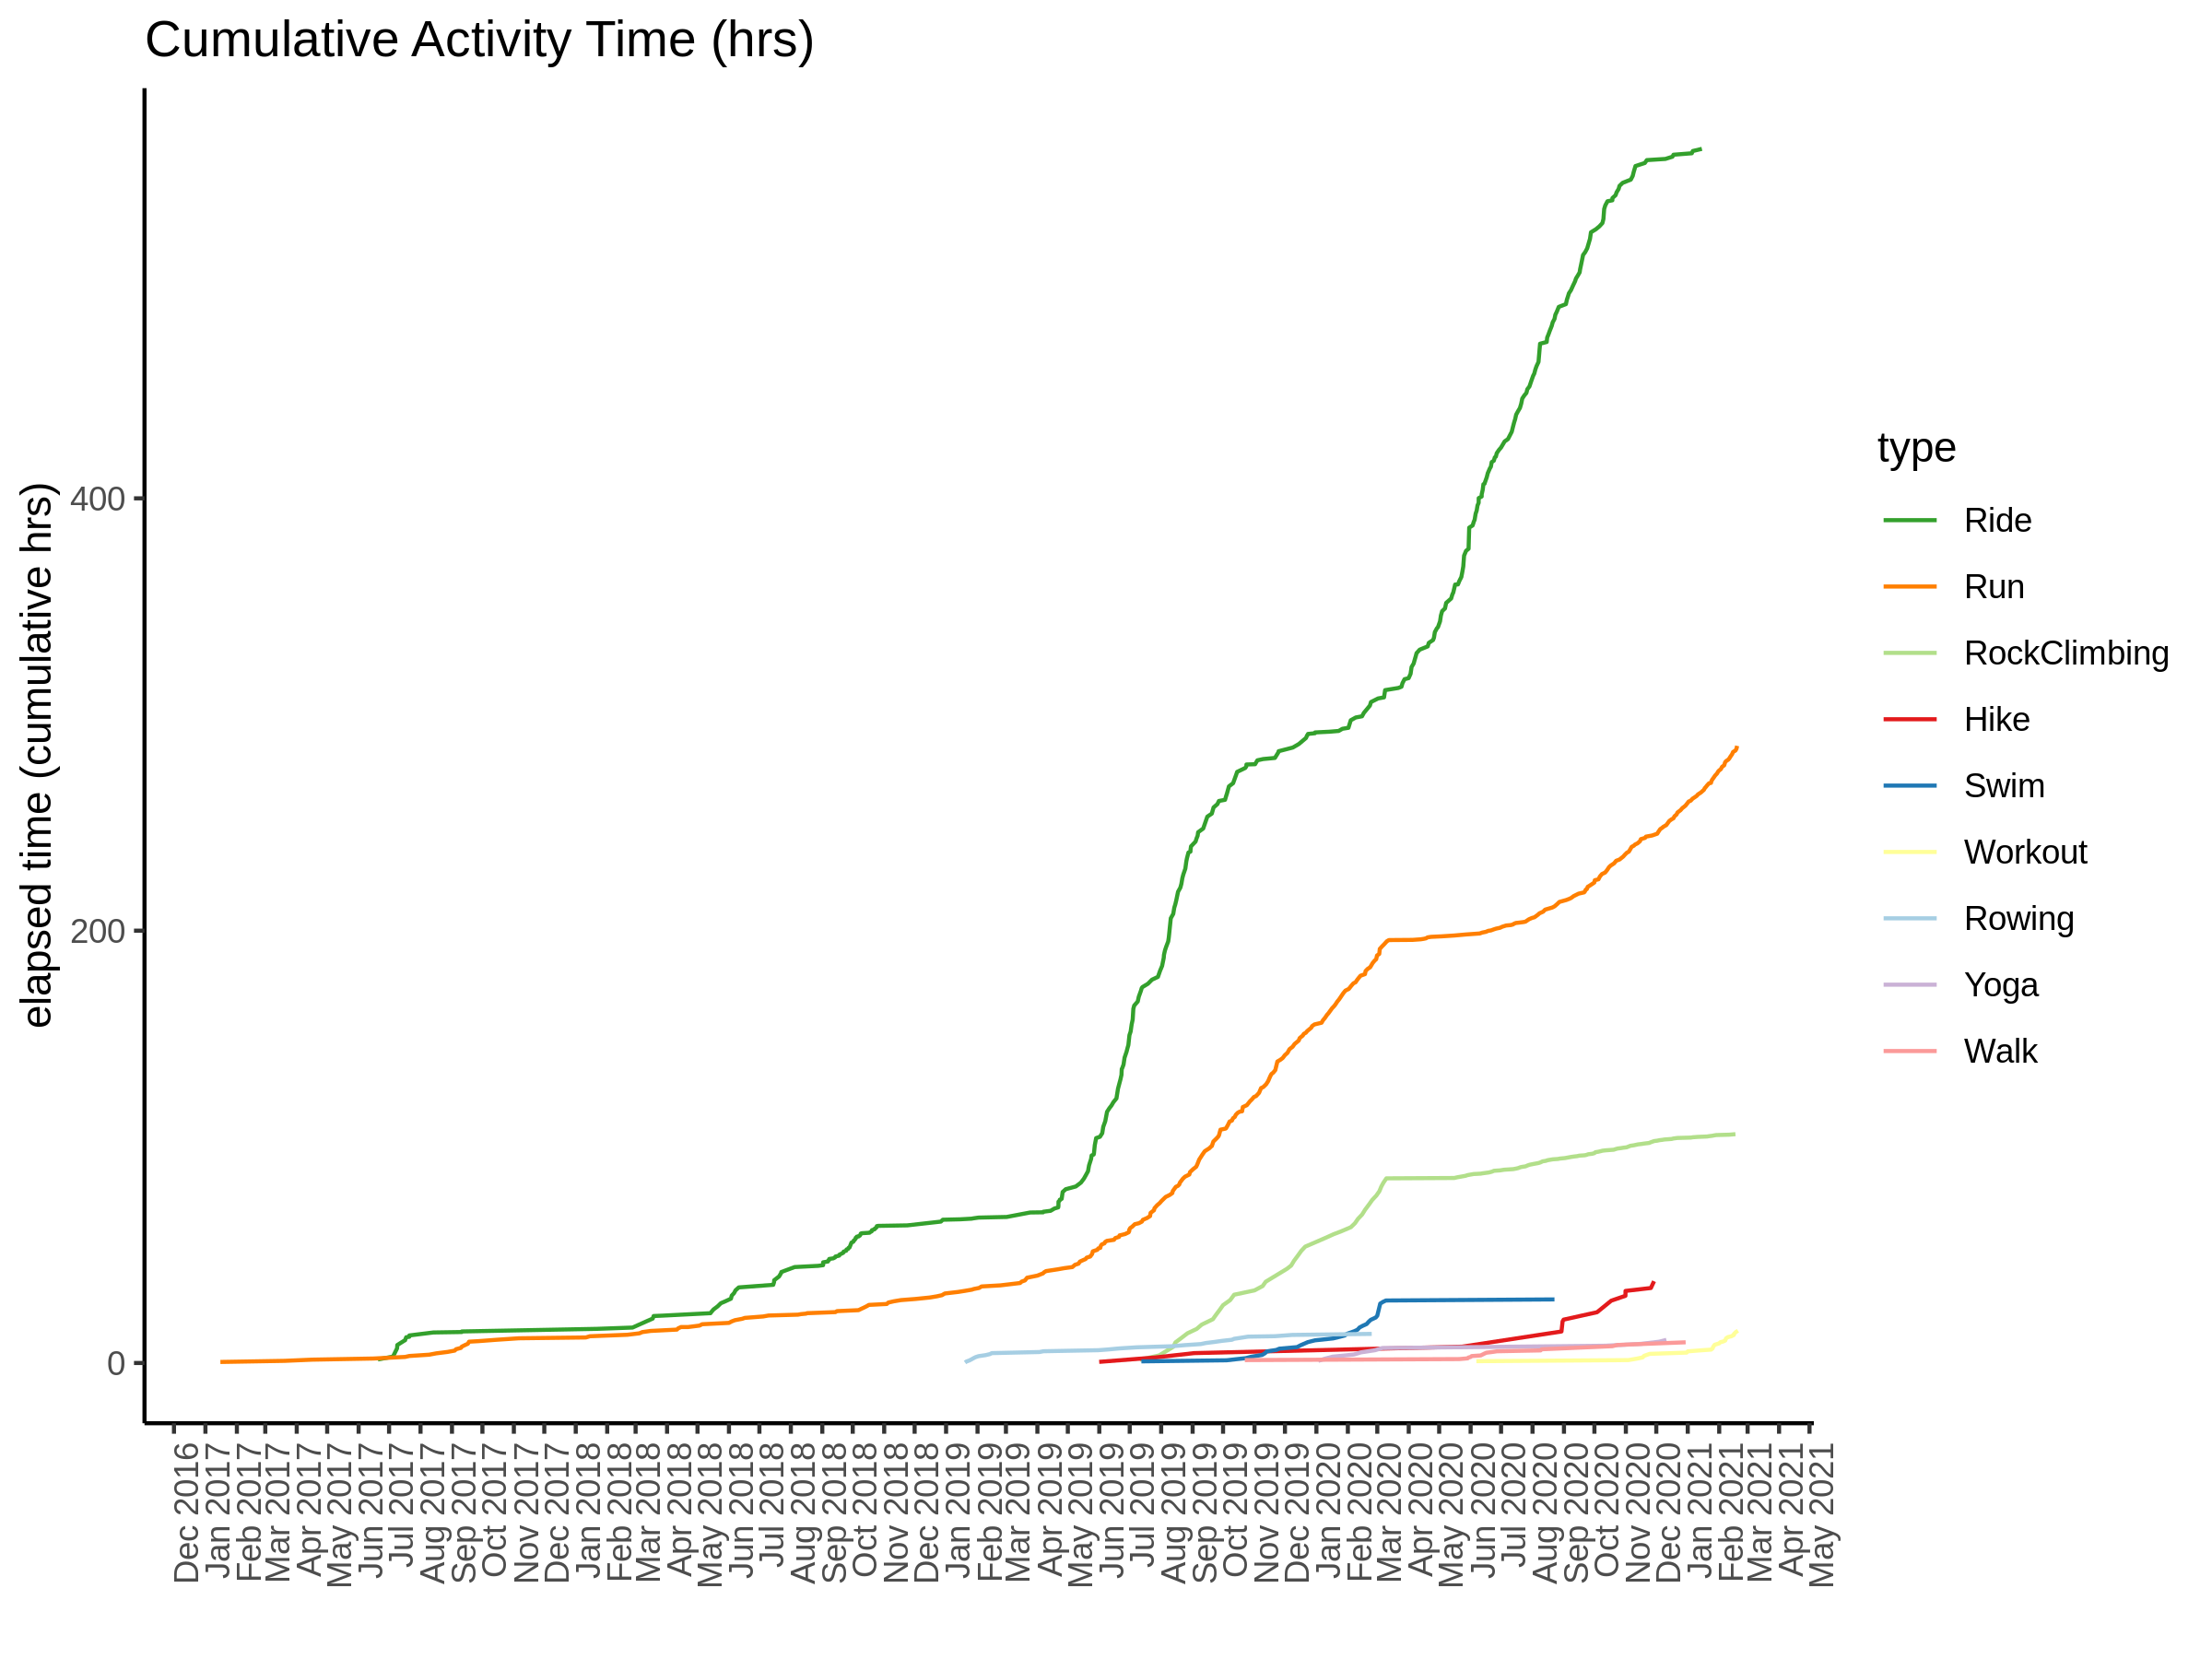 Cumulative Activity Time (hrs)
elapsed time (cumulative hrs)
400
200
0
Dec 2016
Jan 2017
Feb 2017
Mar 2017
Apr 2017
May 2017
Jun 2017
Jul 2017
Aug 2017
Sep 2017
Oct 2017
Nov 2017
Dec 2017
Jan 2018
Feb 2018
Mar 2018
Apr 2018
May 2018
Jun 2018
Jul 2018
Aug 2018
Sep 2018
Oct 2018
Nov 2018
Dec 2018
Jan 2019
Feb 2019
Mar 2019
Apr 2019
May 2019
Jun 2019
Jul 2019
Aug 2019
Sep 2019
Oct 2019
Nov 2019
Dec 2019
Jan 2020
Feb 2020
Mar 2020
Apr 2020
May 2020
Jun 2020
Jul 2020
Aug 2020
Sep 2020
Oct 2020
Nov 2020
Dec 2020
Jan 2021
Feb 2021
Mar 2021
Apr 2021
May 2021
type
Ride
Run
RockClimbing
Hike
Swim
Workout
Rowing
Yoga
Walk